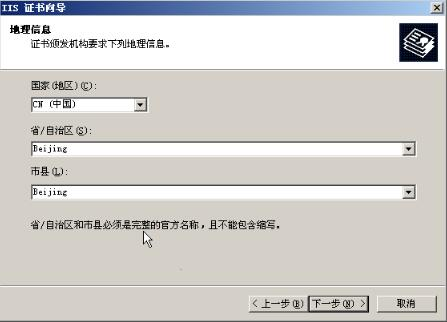 IIS 证书向导
地理信息
证书颁发机构要求下列地理信息。
国家(地区)(C):
CN (中国)
省/自治区(S):
Beijing
市县(L):
Beijing
省/自治区和市县必须是完整的官方名称，且不能包含缩写。
< 上一步(B) 下一步(N) > 取消